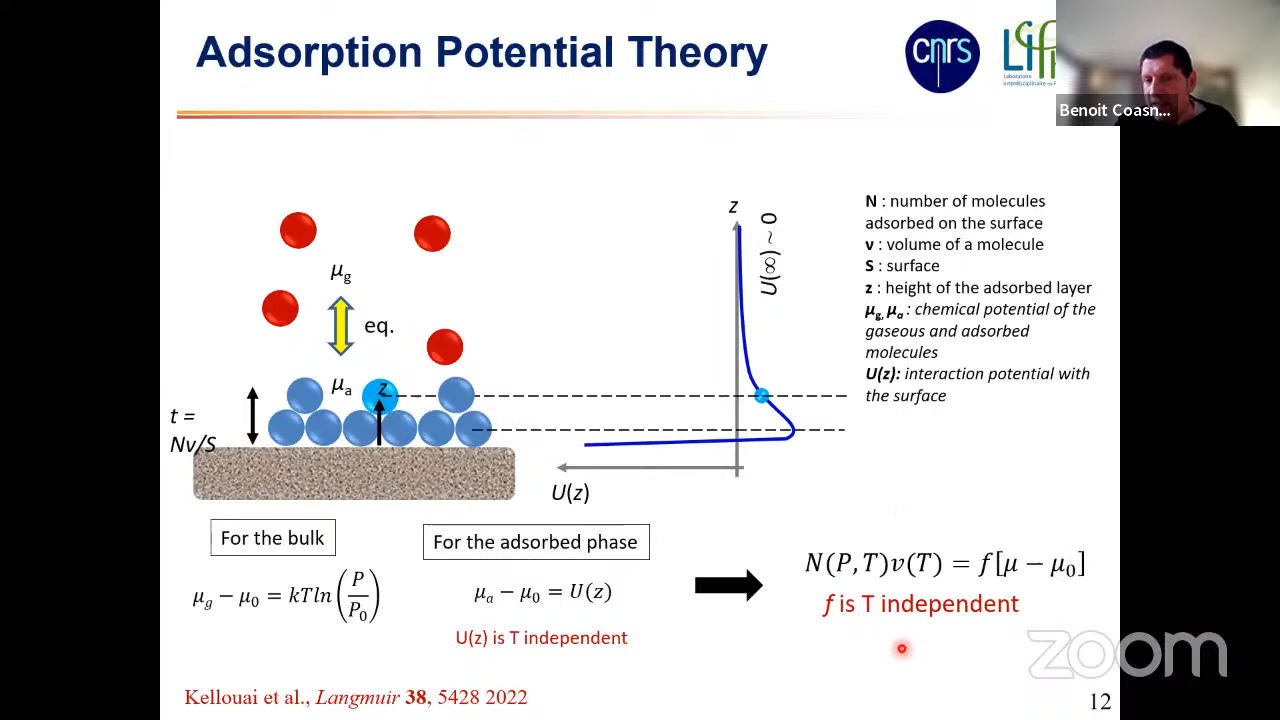 Adsorption Potential Theory
cnrs
Benoit Coasn...
N : number of molecules
adsorbed on the surface
v : volume of a molecule
S : surface
z : height of the adsorbed layer
μg, μa : chemical potential of the
gaseous and adsorbed
molecules
U(z): interaction potential with
the surface
μg
eq.
μa
z
t =
Nv/S
z
U(∞) ~ 0
U(z)
For the bulk
μg − μ0 = kTln(P/P0)
For the adsorbed phase
μa − μ0 = U(z)
U(z) is T independent
N(P,T)v(T) = f[μ − μ0]
f is T independent
zoom
Kellouai et al., Langmuir 38, 5428 2022
12